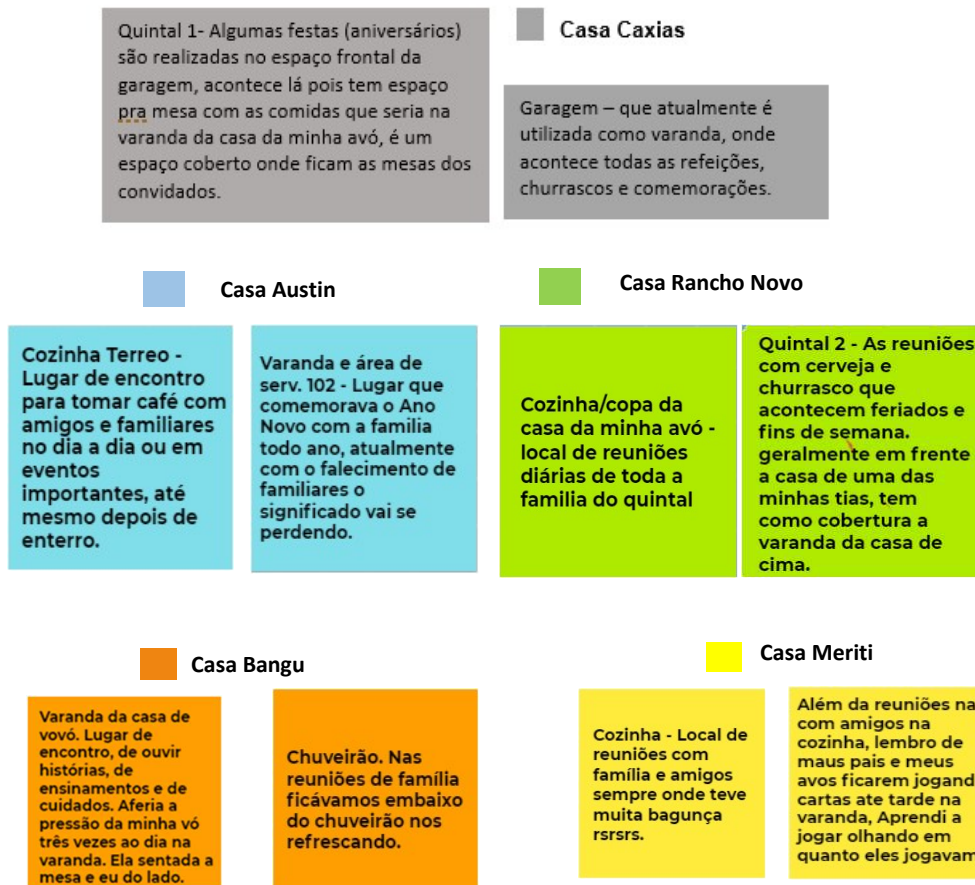 Quintal 1- Algumas festas (aniversários)
são realizadas no espaço frontal da
garagem, acontece lá pois tem espaço
pra mesa com as comidas que seria na
varanda da casa da minha avó, é um
espaço coberto onde ficam as mesas dos
convidados.
Casa Caxias
Garagem – que atualmente é
utilizada como varanda, onde
acontece todas as refeições,
churrascos e comemorações.
Casa Austin
Cozinha Terreo -
Lugar de encontro
para tomar café com
amigos e familiares
no dia a dia ou em
eventos
importantes, até
mesmo depois de
enterro.
Varanda e área de
serv. 102 - Lugar que
comemorava o Ano
Novo com a familia
todo ano, atualmente
com o falecimento de
familiares o
significado vai se
perdendo.
Casa Rancho Novo
Cozinha/copa da
casa da minha avó -
local de reuniões
diárias de toda a
familia do quintal
Quintal 2 - As reuniões
com cerveja e
churrasco que
acontecem feriados e
fins de semana.
geralmente em frente
a casa de uma das
minhas tias, tem
como cobertura a
varanda da casa de
cima.
Casa Bangu
Varanda da casa de
vovó. Lugar de
encontro, de ouvir
histórias, de
ensinamentos e de
cuidados. Aferia a
pressão da minha vó
três vezes ao dia na
varanda. Ela sentada a
mesa e eu do lado.
Chuveirão. Nas
reuniões de família
ficávamos embaixo
do chuveirão nos
refrescando.
Casa Meriti
Cozinha - Local de
reuniões com
família e amigos
sempre onde teve
muita bagunça
rsrsrs.
Além da reuniões na
com amigos na
cozinha, lembro de
maus pais e meus
avos ficarem jogand
cartas ate tarde na
varanda, Aprendi a
jogar olhando em
quanto eles jogavam